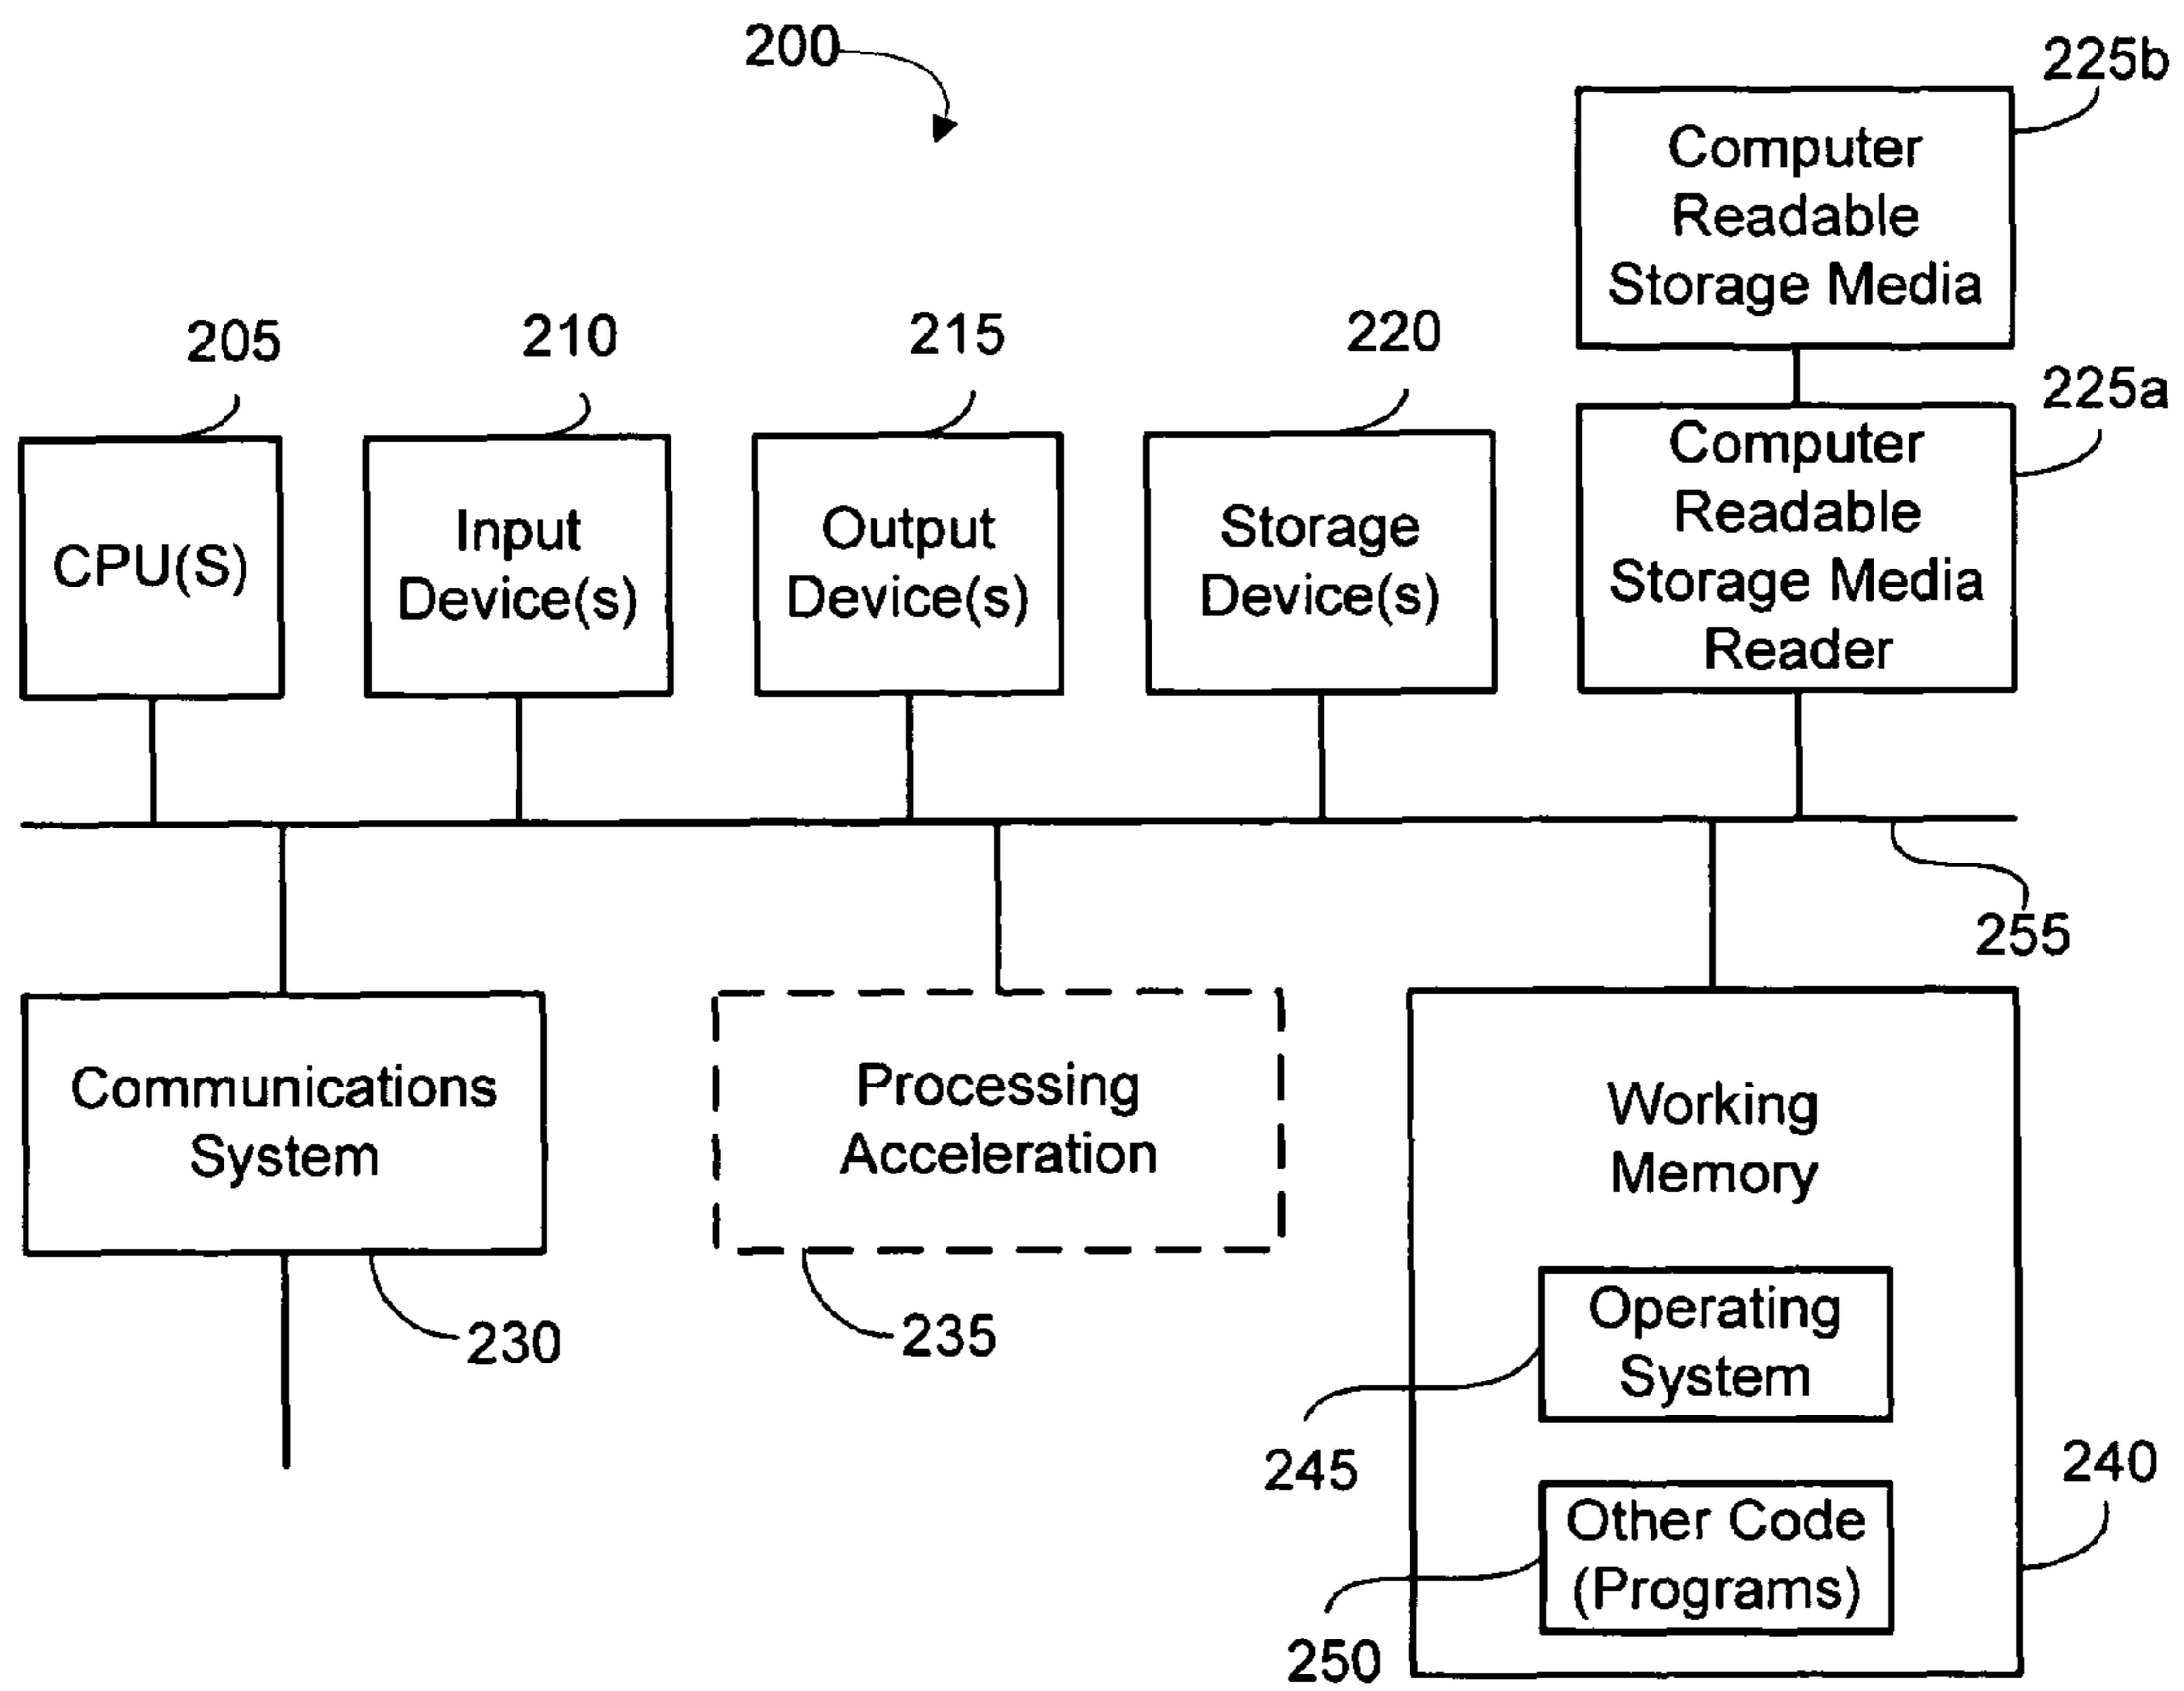 200
225b
Computer
Readable
Storage Media
205
210
215
220
225a
CPU(S)
Input
Device(s)
Output
Device(s)
Storage
Device(s)
Computer
Readable
Storage Media
Reader
255
Communications
System
Processing
Acceleration
Working
Memory
230
235
Operating
System
245
240
Other Code
(Programs)
250